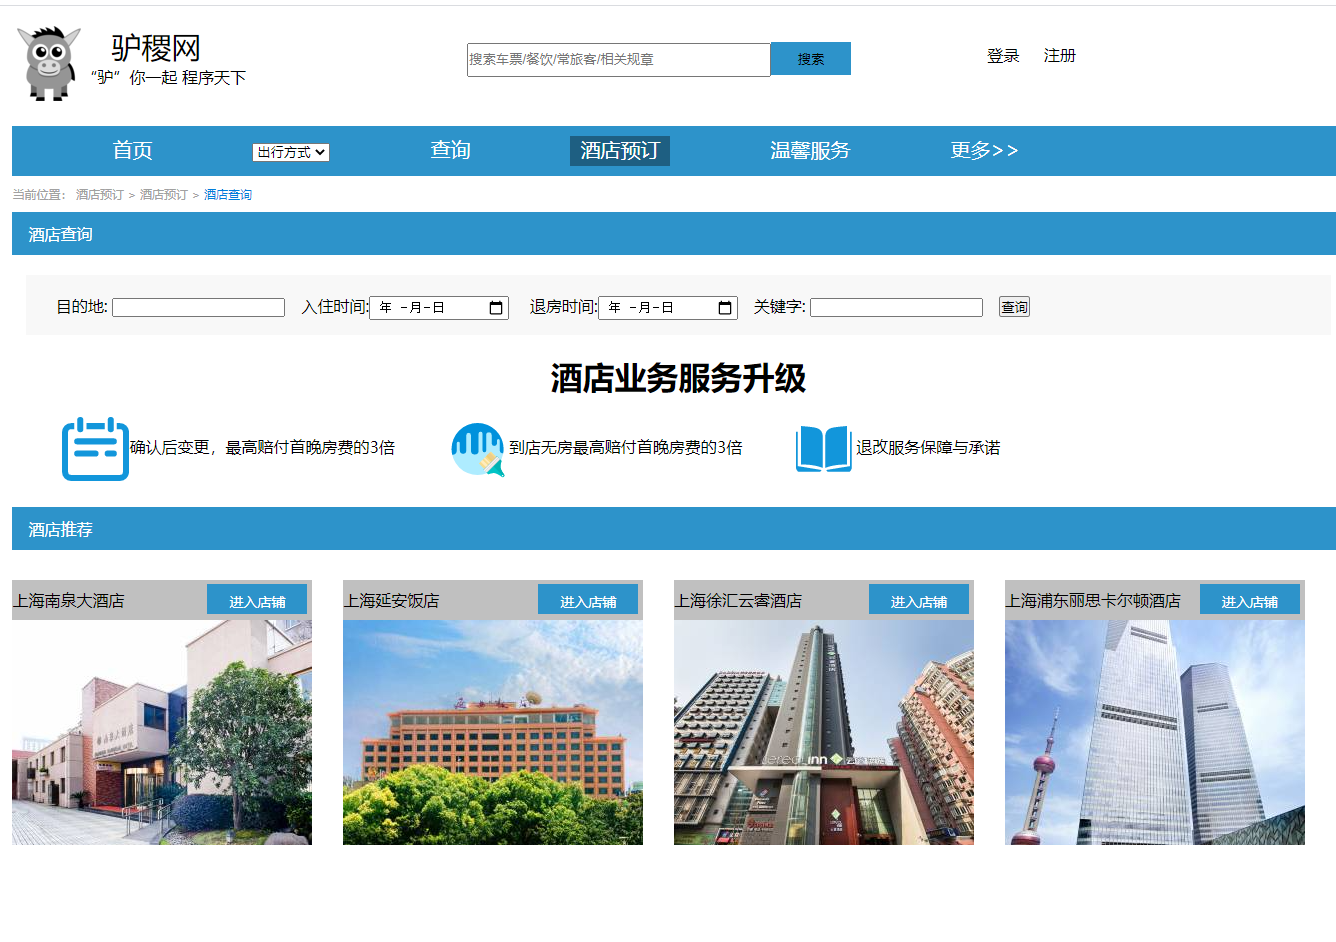 驴稷网
“驴”你一起 程序天下
搜索车票/餐饮/常旅客/相关规章
搜索
登录 注册
首页 出行方式 查询 酒店预订 温馨服务 更多>>
当前位置： 酒店预订 > 酒店预订 > 酒店查询
酒店查询
目的地: 入住时间: 年 -月-日 退房时间: 年 -月-日 关键字: 查询
酒店业务服务升级
确认后变更，最高赔付首晚房费的3倍 到店无房最高赔付首晚房费的3倍 退改服务保障与承诺
酒店推荐
上海南泉大酒店 进入店铺 上海延安饭店 进入店铺 上海徐汇云睿酒店 进入店铺 上海浦东丽思卡尔顿酒店 进入店铺